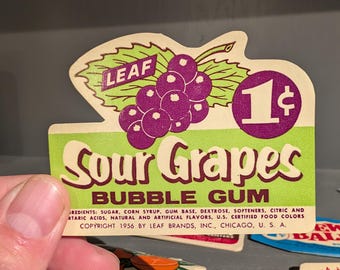 LEAF
1¢
Sour Grapes
BUBBLE GUM
INGREDIENTS: SUGAR, CORN SYRUP, GUM BASE, DEXTROSE, SOFTENERS, CITRIC AND
TARTARIC ACIDS, NATURAL AND ARTIFICIAL FLAVORS, U.S. CERTIFIED FOOD COLORS
COPYRIGHT 1956 BY LEAF BRANDS, INC., CHICAGO, U. S. A.